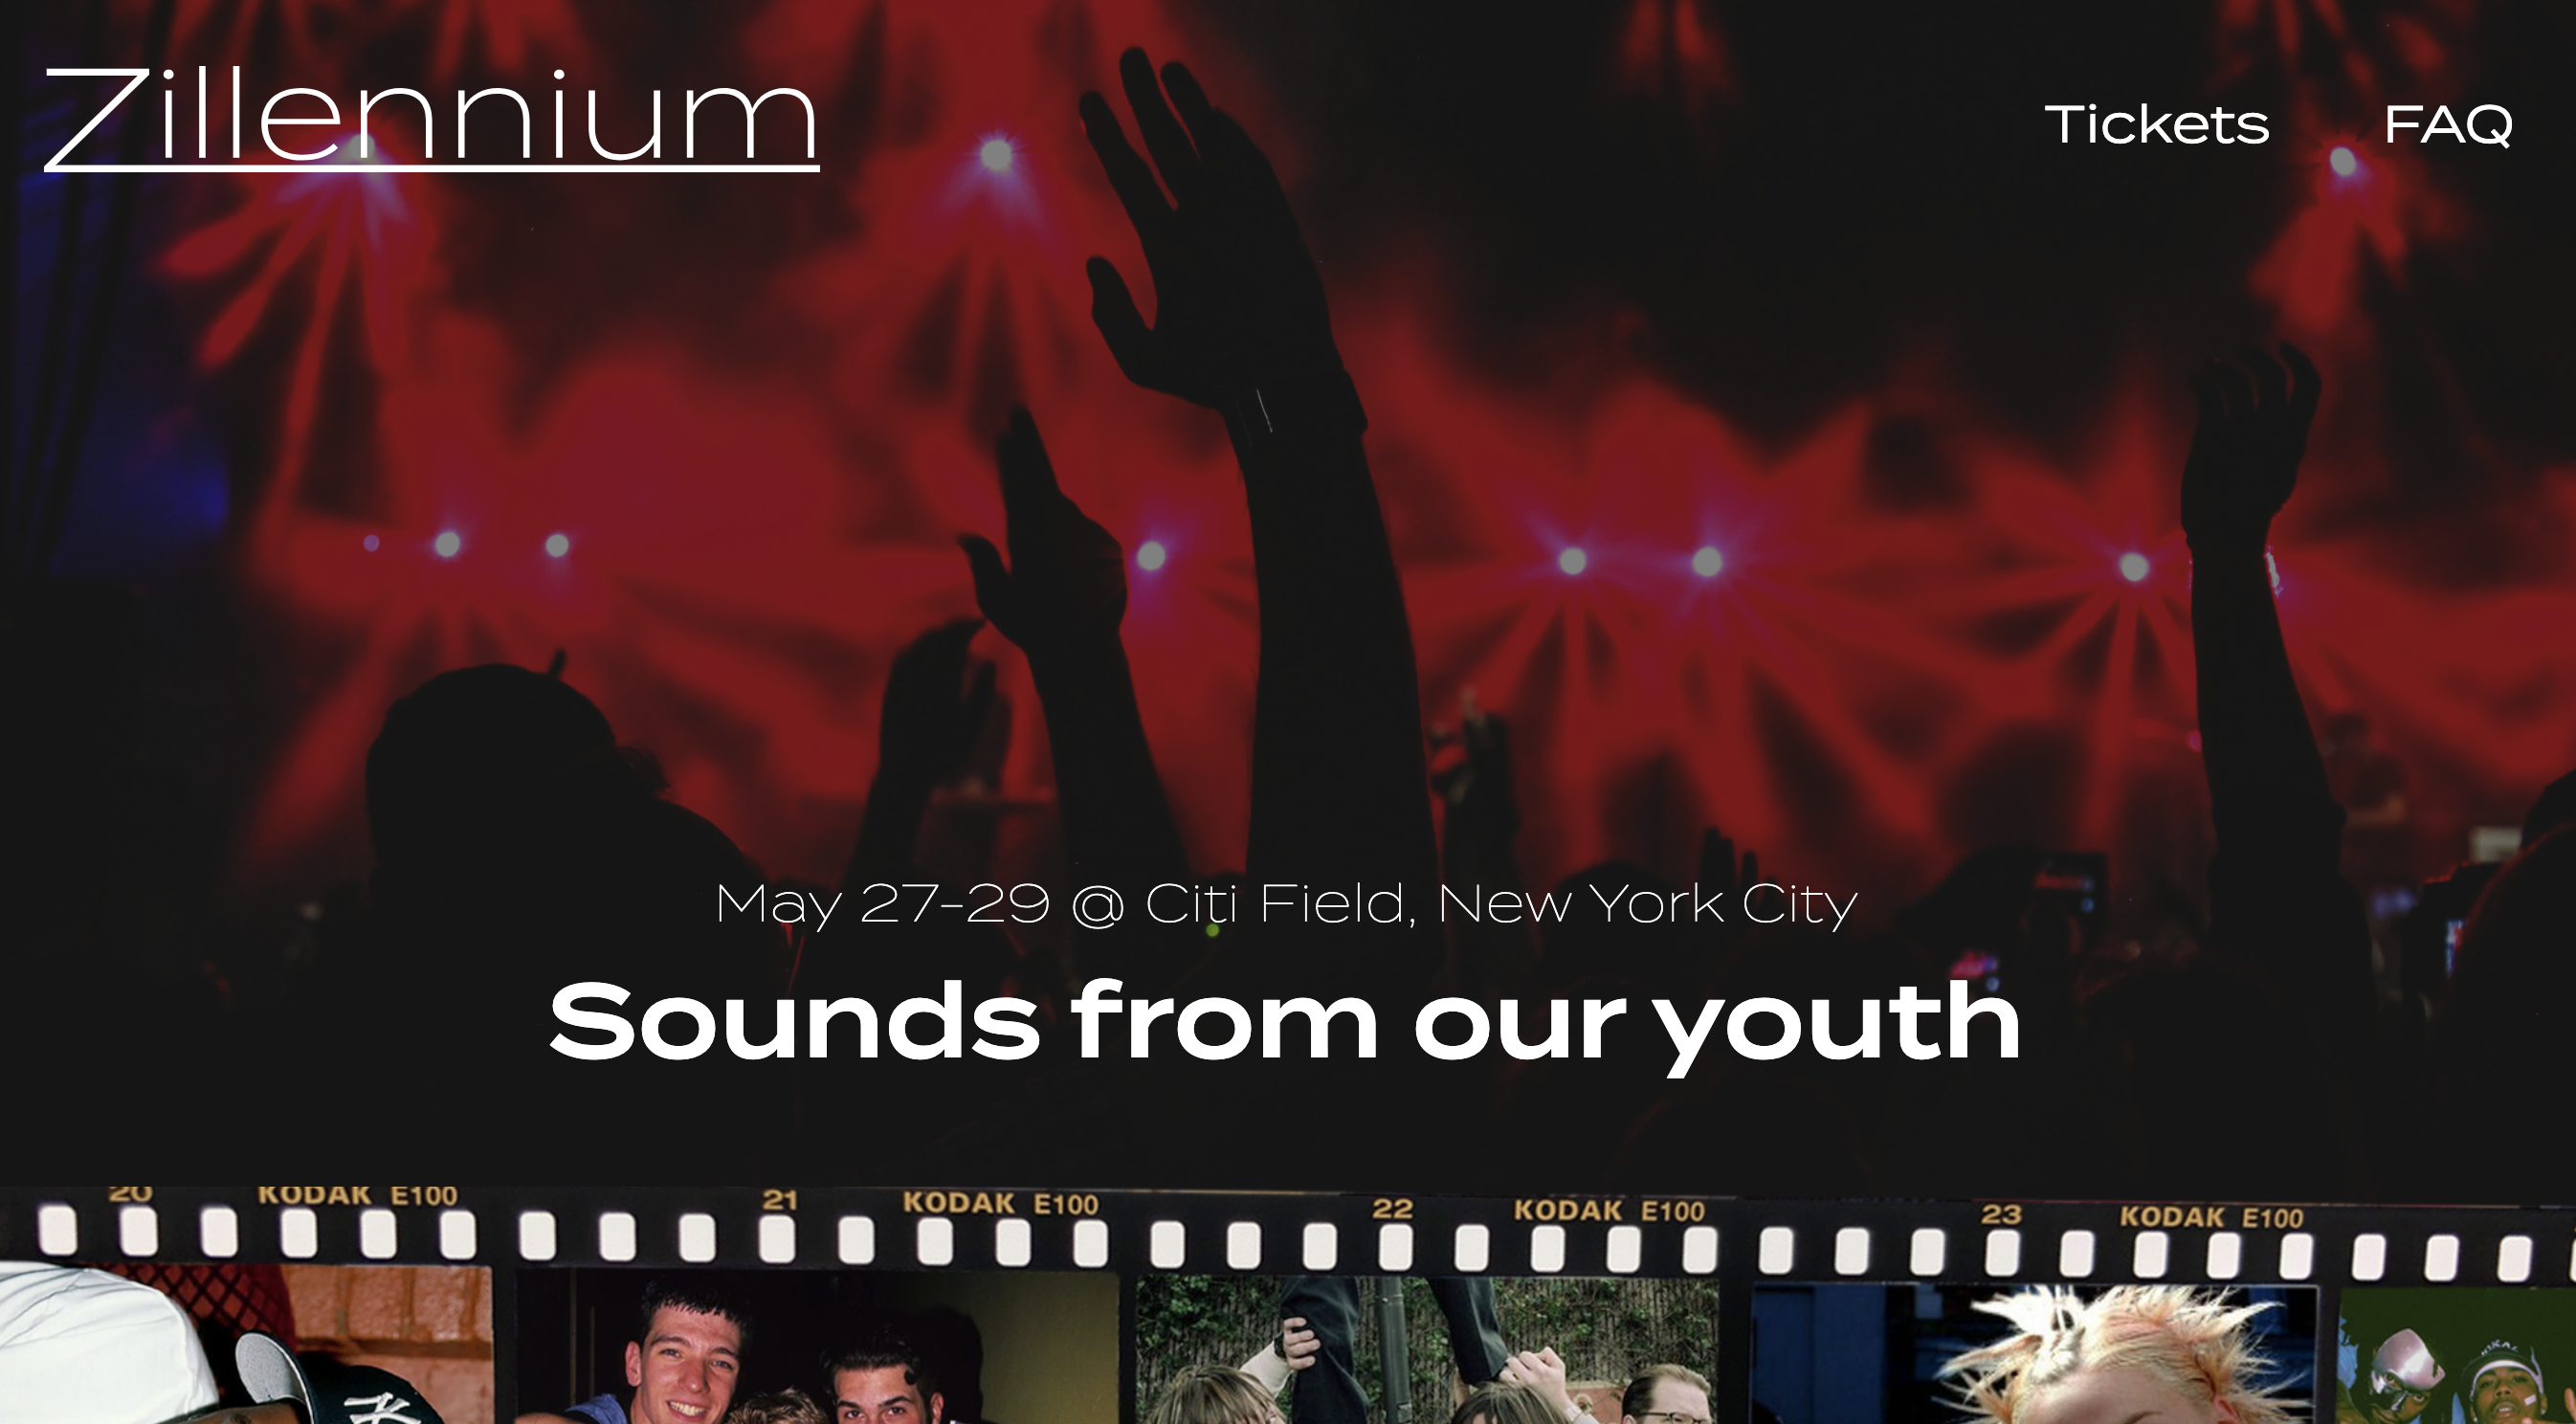 Zillennium
Tickets FAQ
May 27-29 @ Citi Field, New York City
Sounds from our youth
20 KODAK E100 21 KODAK E100 22 KODAK E100 23 KODAK E100